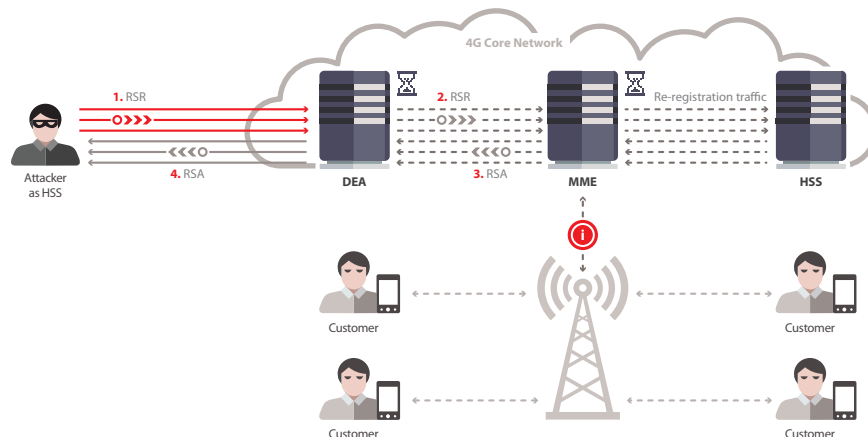 4G Core Network
1. RSR
2. RSR
Re-registration traffic
4. RSA
3. RSA
Attacker
as HSS
DEA
MME
HSS
i
Customer
Customer
Customer
Customer